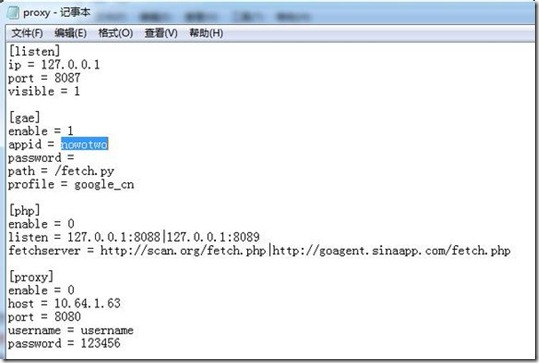 proxy - 记事本
文件(F) 编辑(E) 格式(O) 查看(V) 帮助(H)
[listen]
ip = 127.0.0.1
port = 8087
visible = 1
[gae]
enable = 1
appid = nowotwo
password =
path = /fetch.py
profile = google_cn
[php]
enable = 0
listen = 127.0.0.1:8088|127.0.0.1:8089
fetchserver = http://scan.org/fetch.php|http://goagent.sinaapp.com/fetch.php
[proxy]
enable = 0
host = 10.64.1.63
port = 8080
username = username
password = 123456